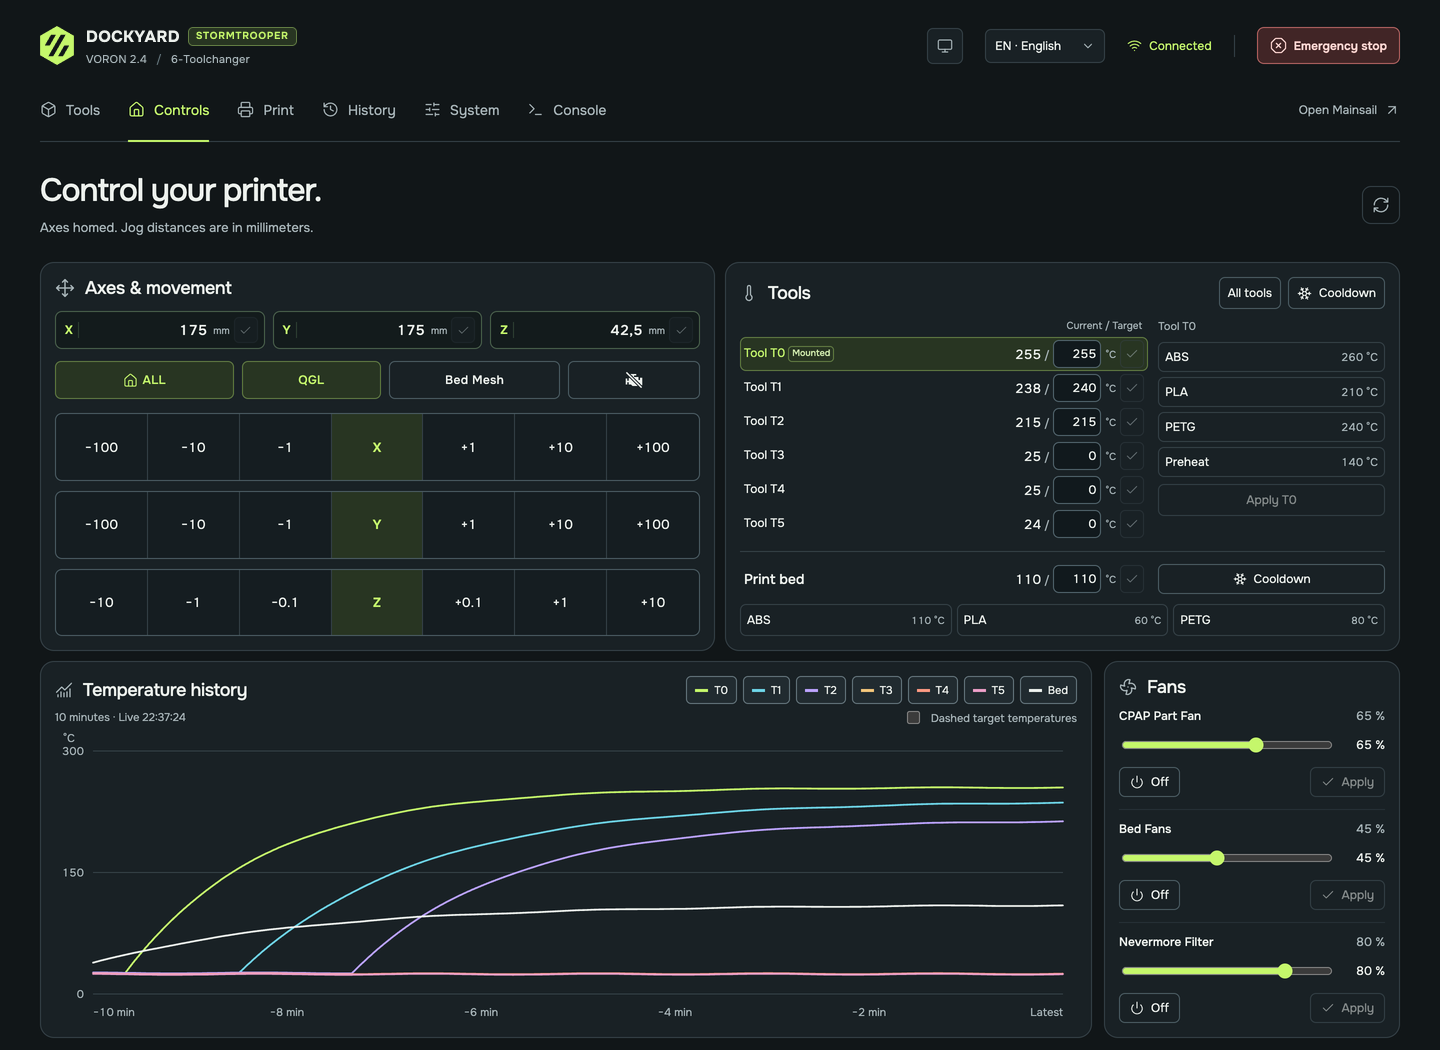 DOCKYARD STORMTROOPER
VORON 2.4 / 6-Toolchanger
EN · English
Connected
Emergency stop
Tools
Controls
Print
History
System
Console
Open Mainsail
Control your printer.
Axes homed. Jog distances are in millimeters.
Axes & movement
X 175 mm
Y 175 mm
Z 42,5 mm
ALL
QGL
Bed Mesh
-100 -10 -1 X +1 +10 +100
-100 -10 -1 Y +1 +10 +100
-10 -1 -0.1 Z +0.1 +1 +10
Tools
All tools
Cooldown
Current / Target
Tool T0 Mounted 255 / 255 °C
Tool T1 238 / 240 °C
Tool T2 215 / 215 °C
Tool T3 25 / 0 °C
Tool T4 25 / 0 °C
Tool T5 24 / 0 °C
Tool T0
ABS 260 °C
PLA 210 °C
PETG 240 °C
Preheat 140 °C
Apply T0
Print bed 110 / 110 °C
Cooldown
ABS 110 °C
PLA 60 °C
PETG 80 °C
Temperature history
T0 T1 T2 T3 T4 T5 Bed
10 minutes · Live 22:37:24
Dashed target temperatures
°C
300
150
0
-10 min -8 min -6 min -4 min -2 min Latest
Fans
CPAP Part Fan 65 %
65 %
Off
Apply
Bed Fans 45 %
45 %
Off
Apply
Nevermore Filter 80 %
80 %
Off
Apply